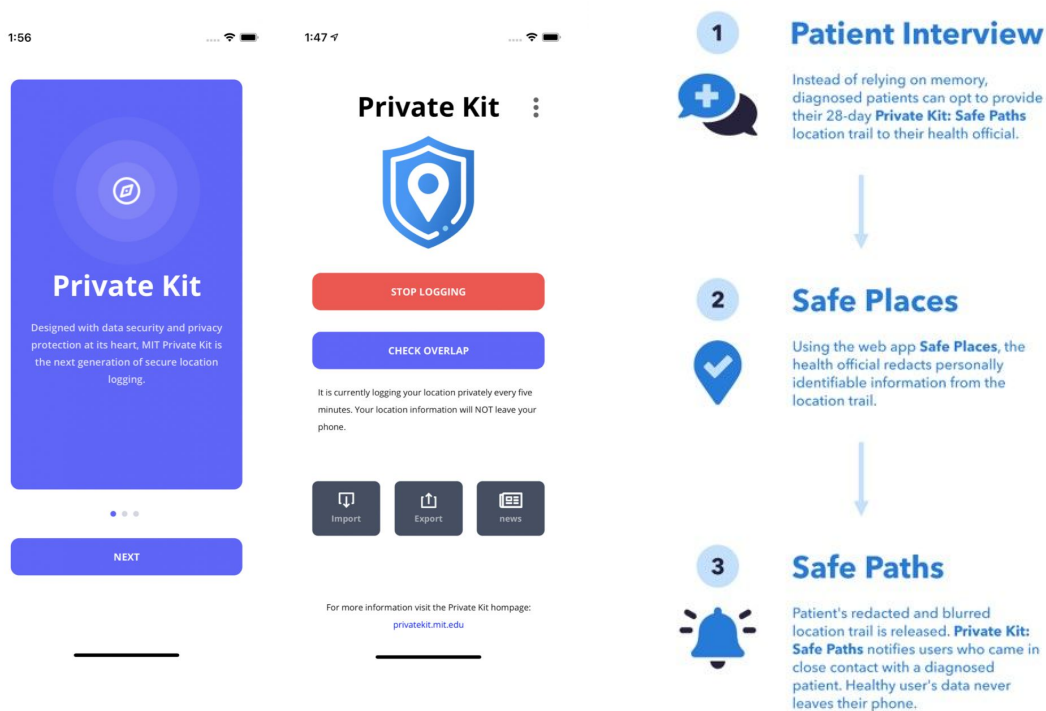 1:56
Private Kit
Designed with data security and privacy
protection at its heart, MIT Private Kit is
the next generation of secure location
logging.
NEXT
1:47
Private Kit
STOP LOGGING
CHECK OVERLAP
It is currently logging your location privately every five
minutes. Your location information will NOT leave your
phone.
Import
Export
news
For more information visit the Private Kit hompage:
privatekit.mit.edu
1
Patient Interview
Instead of relying on memory,
diagnosed patients can opt to provide
their 28-day Private Kit: Safe Paths
location trail to their health official.
2
Safe Places
Using the web app Safe Places, the
health official redacts personally
identifiable information from the
location trail.
3
Safe Paths
Patient's redacted and blurred
location trail is released. Private Kit:
Safe Paths notifies users who came in
close contact with a diagnosed
patient. Healthy user's data never
leaves their phone.